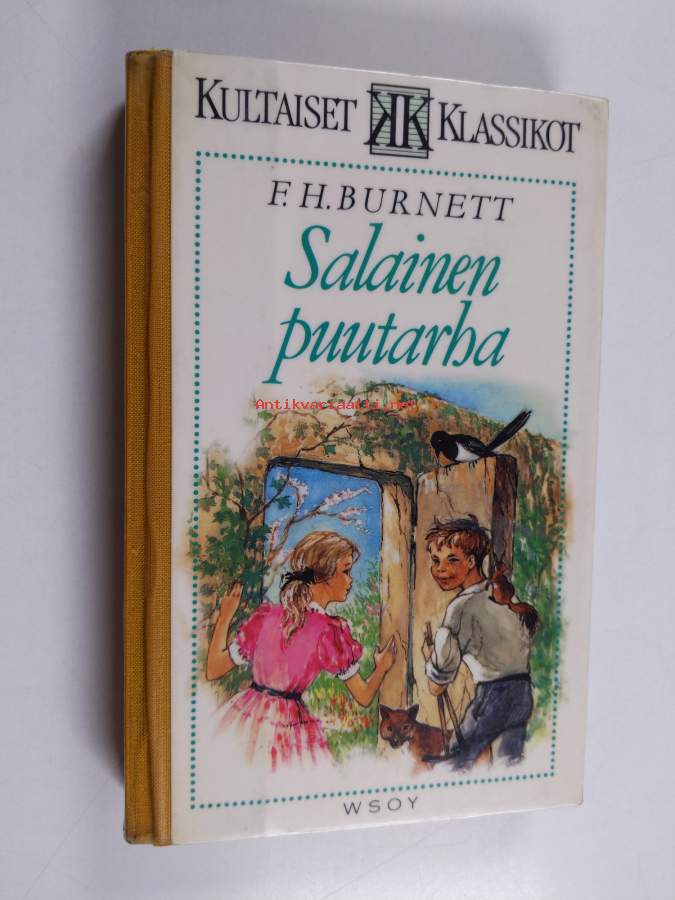 KULTAISET KK KLASSIKOT
F. H. BURNETT
Salainen
puutarha
Antikvariaatti.net
WSOY